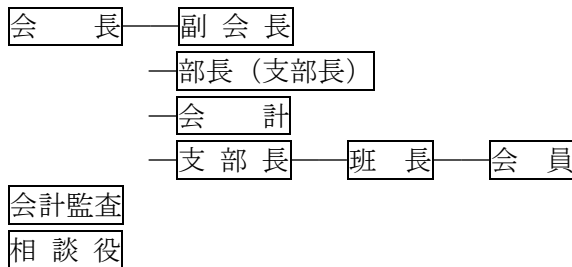 会長 副会長
部長（支部長）
会計
支部長 班長 会員
会計監査
相談役